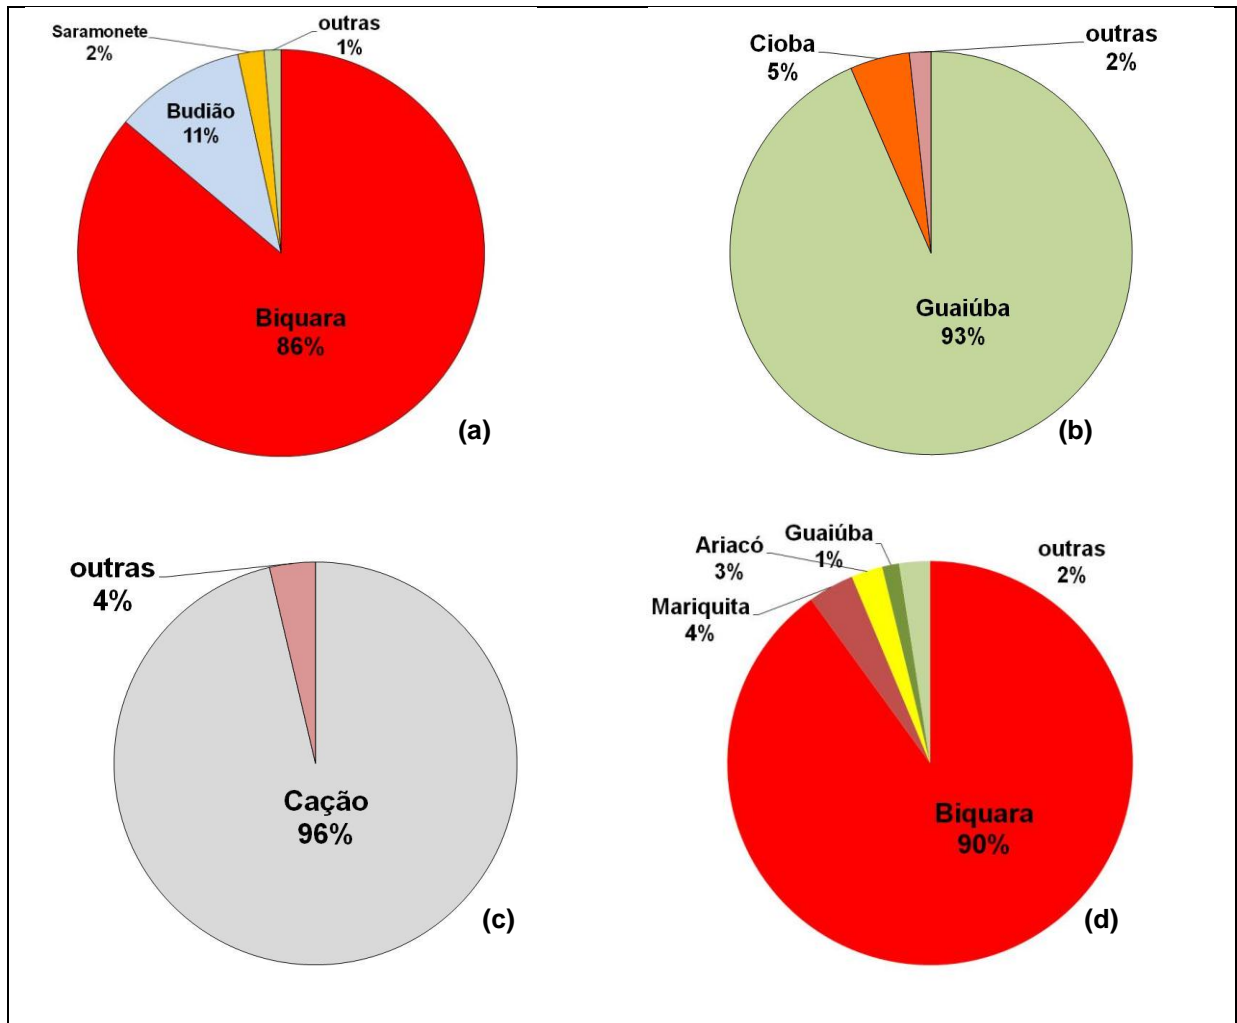 Saramonete
2%
outras
1%
Budião
11%
Biquara
86%
(a)
Cioba
5%
outras
2%
Guaiúba
93%
(b)
outras
4%
Cação
96%
(c)
Guaiúba
1%
Ariacó
3%
Mariquita
4%
outras
2%
Biquara
90%
(d)